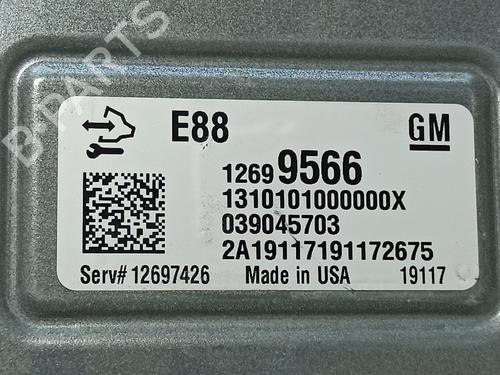 B-PARTS
E88
GM
1269 9566
1310101000000X
039045703
2A19117191172675
Serv# 12697426 Made in USA 19117